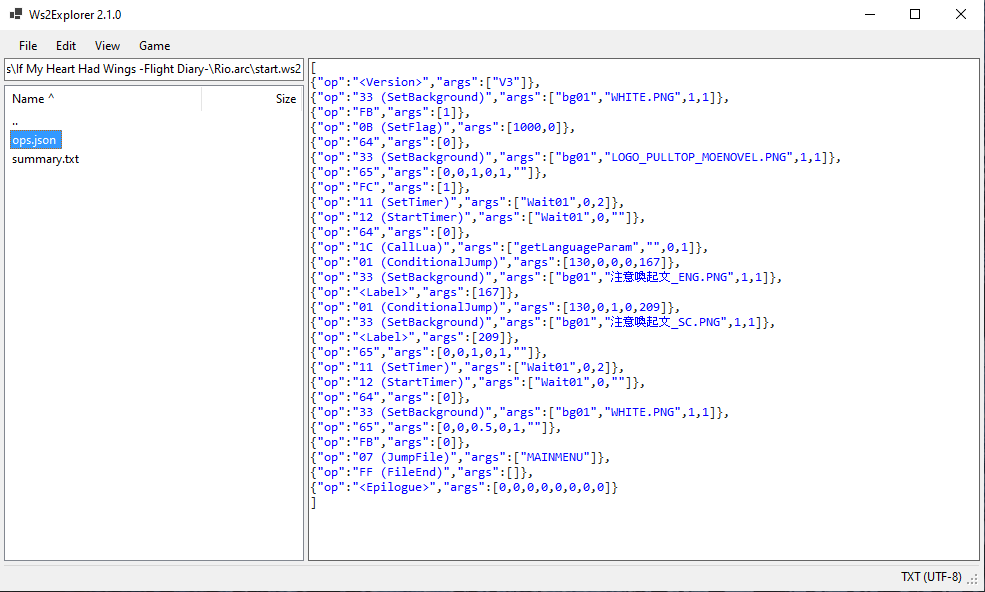 Ws2Explorer 2.1.0
File Edit View Game
s\If My Heart Had Wings -Flight Diary-\Rio.arc\start.ws2
Name ^ Size
..
ops.json
summary.txt
[
{"op":"<Version>","args":["V3"]},
{"op":"33 (SetBackground)","args":["bg01","WHITE.PNG",1,1]},
{"op":"FB","args":[1]},
{"op":"0B (SetFlag)","args":[1000,0]},
{"op":"64","args":[0]},
{"op":"33 (SetBackground)","args":["bg01","LOGO_PULLTOP_MOENOVEL.PNG",1,1]},
{"op":"65","args":[0,0,1,0,1,""]},
{"op":"FC","args":[1]},
{"op":"11 (SetTimer)","args":["Wait01",0,2]},
{"op":"12 (StartTimer)","args":["Wait01",0,""]},
{"op":"64","args":[0]},
{"op":"1C (CallLua)","args":["getLanguageParam","",0,1]},
{"op":"01 (ConditionalJump)","args":[130,0,0,0,167]},
{"op":"33 (SetBackground)","args":["bg01","注意喚起文_ENG.PNG",1,1]},
{"op":"<Label>","args":[167]},
{"op":"01 (ConditionalJump)","args":[130,0,1,0,209]},
{"op":"33 (SetBackground)","args":["bg01","注意喚起文_SC.PNG",1,1]},
{"op":"<Label>","args":[209]},
{"op":"65","args":[0,0,1,0,1,""]},
{"op":"11 (SetTimer)","args":["Wait01",0,2]},
{"op":"12 (StartTimer)","args":["Wait01",0,""]},
{"op":"64","args":[0]},
{"op":"33 (SetBackground)","args":["bg01","WHITE.PNG",1,1]},
{"op":"65","args":[0,0,0.5,0,1,""]},
{"op":"FB","args":[0]},
{"op":"07 (JumpFile)","args":["MAINMENU"]},
{"op":"FF (FileEnd)","args":[]},
{"op":"<Epilogue>","args":[0,0,0,0,0,0,0,0]}
]
TXT (UTF-8)